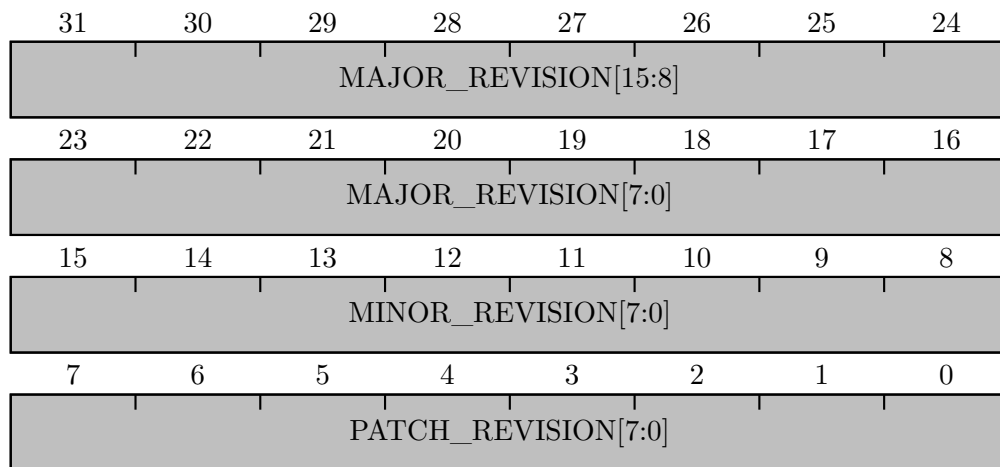 31 30 29 28 27 26 25 24
MAJOR_REVISION[15:8]
23 22 21 20 19 18 17 16
MAJOR_REVISION[7:0]
15 14 13 12 11 10 9 8
MINOR_REVISION[7:0]
7 6 5 4 3 2 1 0
PATCH_REVISION[7:0]